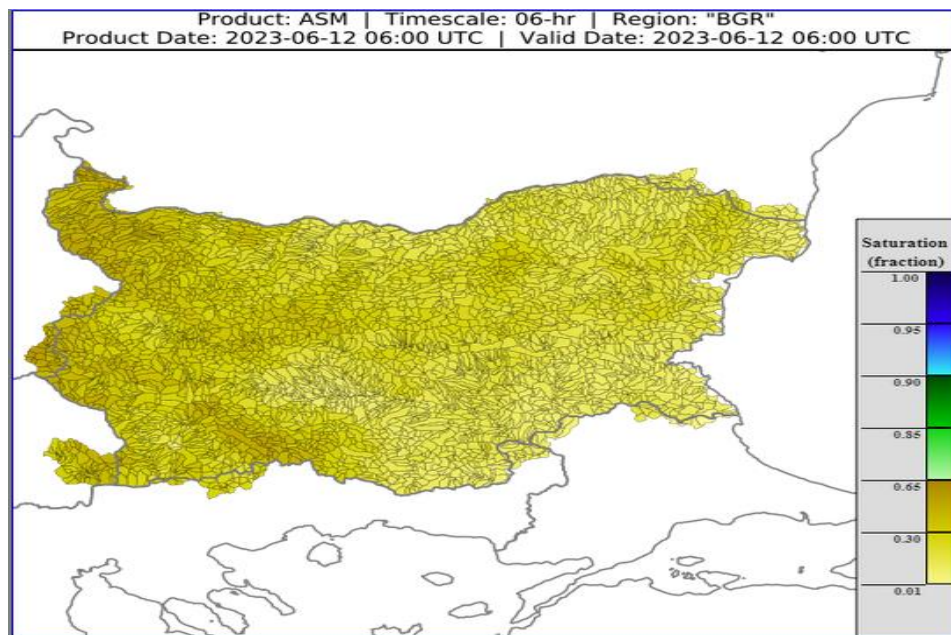 Product: ASM | Timescale: 06-hr | Region: "BGR"
Product Date: 2023-06-12 06:00 UTC | Valid Date: 2023-06-12 06:00 UTC
Saturation
(fraction)
1.00
0.95
0.90
0.85
0.65
0.30
0.01